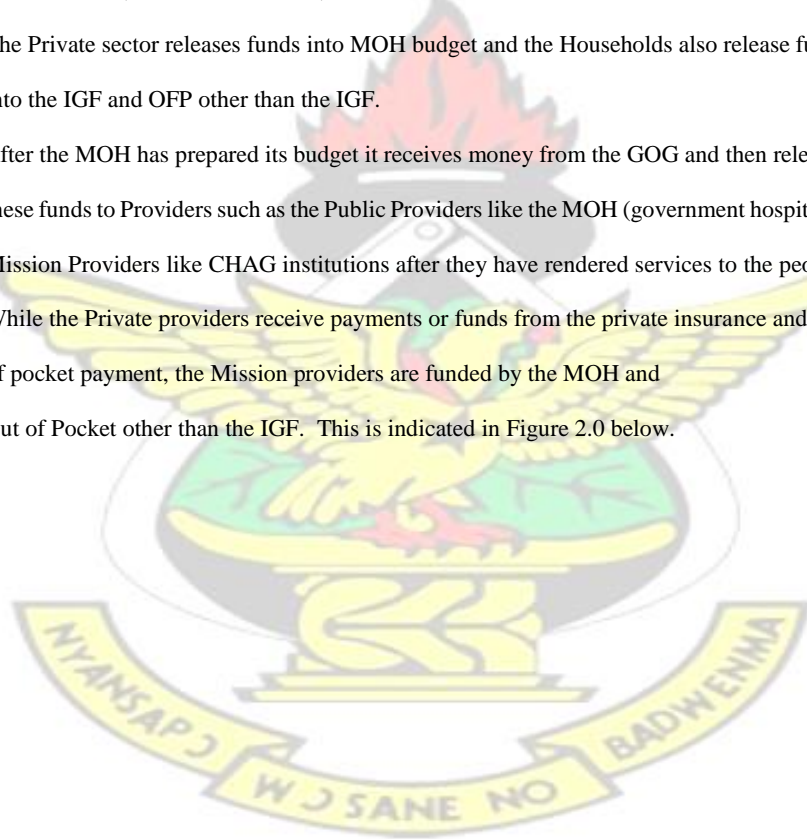 he Private sector releases funds into MOH budget and the Households also release fu
nto the IGF and OFP other than the IGF.
fter the MOH has prepared its budget it receives money from the GOG and then rele
hese funds to Providers such as the Public Providers like the MOH (government hospit
Mission Providers like CHAG institutions after they have rendered services to the peo
While the Private providers receive payments or funds from the private insurance and
f pocket payment, the Mission providers are funded by the MOH and
ut of Pocket other than the IGF. This is indicated in Figure 2.0 below.
NYANSAPƆ WƆ SANE NO BADWENMA